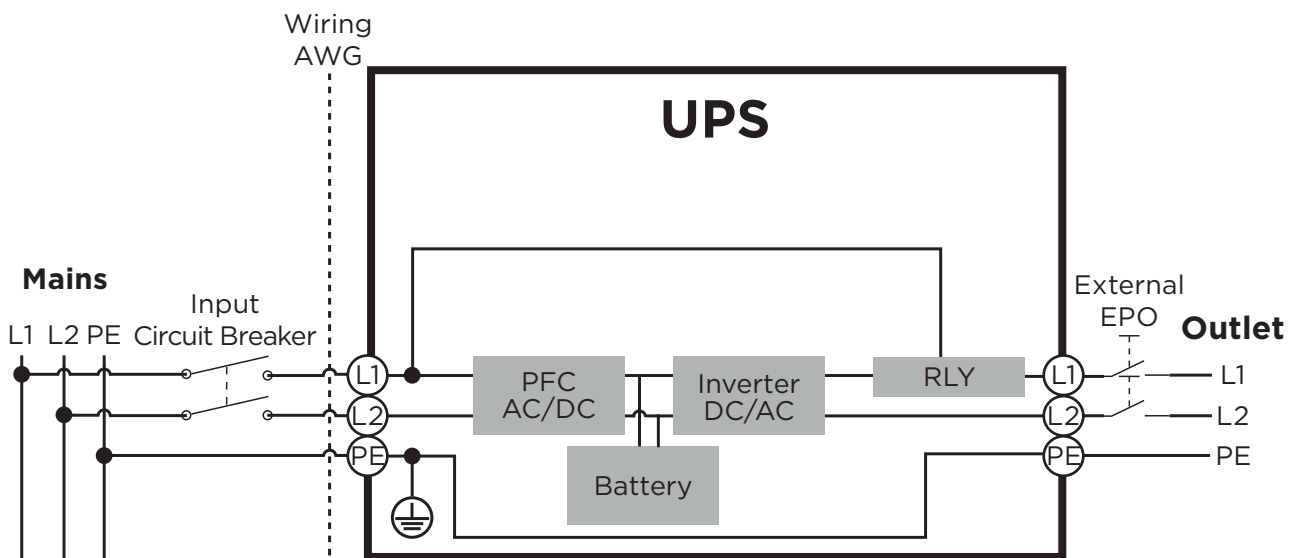 Wiring
AWG
UPS
Mains
L1 L2 PE
Input
Circuit Breaker
External
EPO
Outlet
L1
PFC
AC/DC
Inverter
DC/AC
RLY
L1
L1
L2
L2
L2
PE
PE
PE
Battery